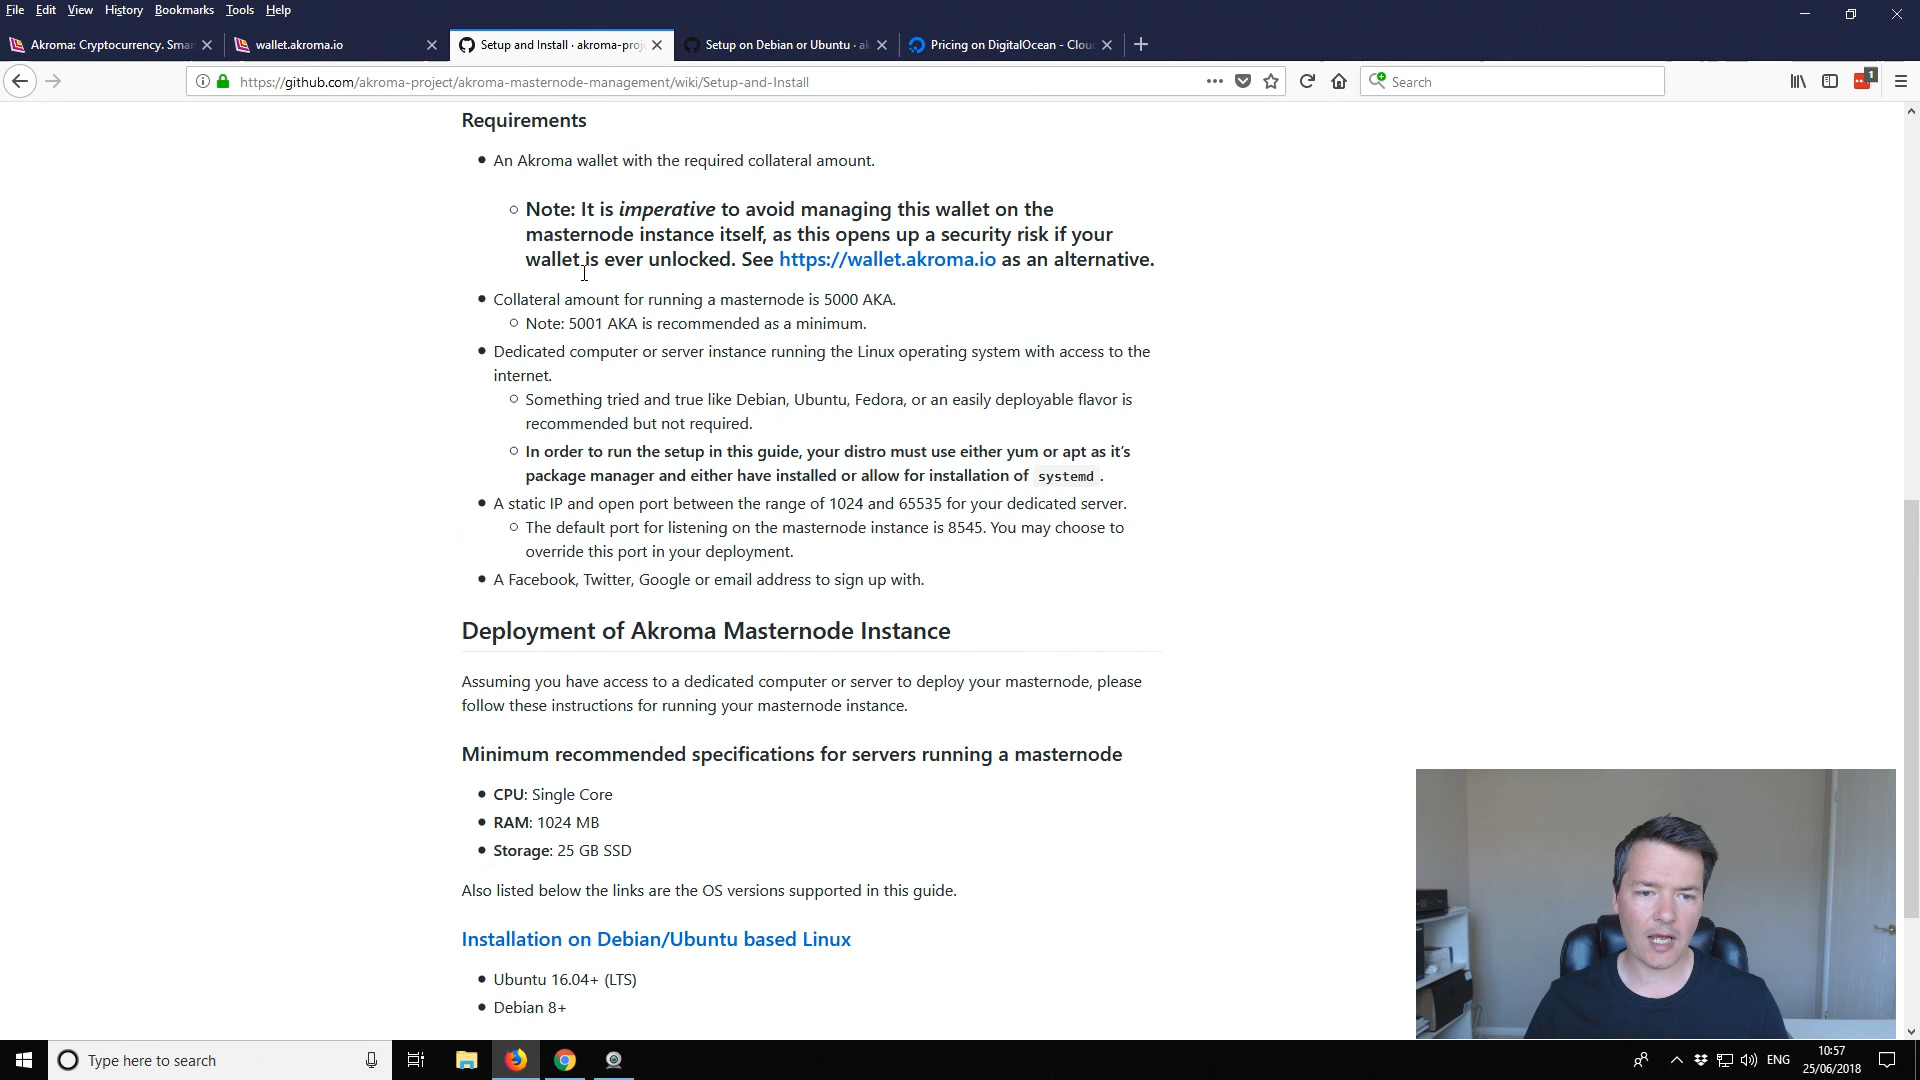 File Edit View History Bookmarks Tools Help
Akroma: Cryptocurrency. Smar
wallet.akroma.io
Setup and Install · akroma-proj
Setup on Debian or Ubuntu · a
Pricing on DigitalOcean - Clou
https://github.com/akroma-project/akroma-masternode-management/wiki/Setup-and-Install
Search
1
Requirements
An Akroma wallet with the required collateral amount.
Note: It is imperative to avoid managing this wallet on the
masternode instance itself, as this opens up a security risk if your
wallet is ever unlocked. See https://wallet.akroma.io as an alternative.
Collateral amount for running a masternode is 5000 AKA.
Note: 5001 AKA is recommended as a minimum.
Dedicated computer or server instance running the Linux operating system with access to the
internet.
Something tried and true like Debian, Ubuntu, Fedora, or an easily deployable flavor is
recommended but not required.
In order to run the setup in this guide, your distro must use either yum or apt as it's
package manager and either have installed or allow for installation of systemd .
A static IP and open port between the range of 1024 and 65535 for your dedicated server.
The default port for listening on the masternode instance is 8545. You may choose to
override this port in your deployment.
A Facebook, Twitter, Google or email address to sign up with.
Deployment of Akroma Masternode Instance
Assuming you have access to a dedicated computer or server to deploy your masternode, please
follow these instructions for running your masternode instance.
Minimum recommended specifications for servers running a masternode
CPU: Single Core
RAM: 1024 MB
Storage: 25 GB SSD
Also listed below the links are the OS versions supported in this guide.
Installation on Debian/Ubuntu based Linux
Ubuntu 16.04+ (LTS)
Debian 8+
Type here to search
ENG
10:57
25/06/2018